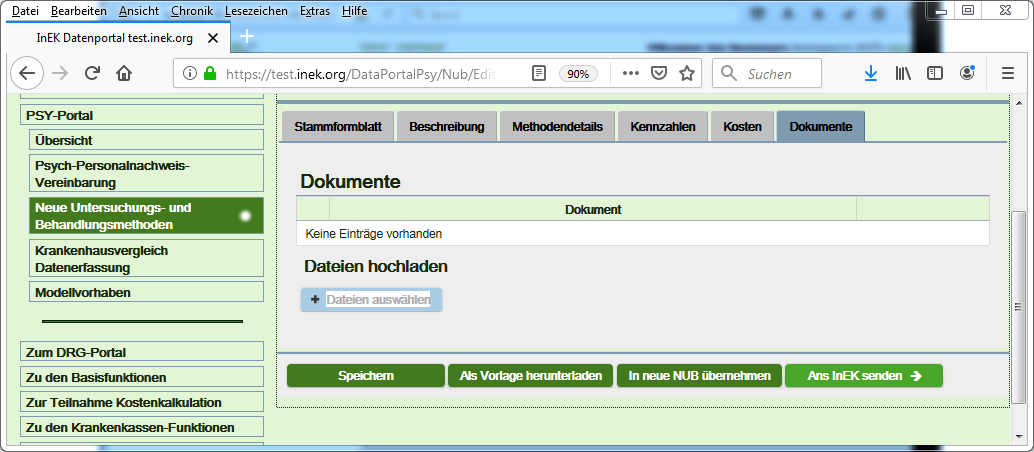 Datei Bearbeiten Ansicht Chronik Lesezeichen Extras Hilfe
InEK Datenportal test.inek.org
https://test.inek.org/DataPortalPsy/Nub/Edit
90%
Suchen
PSY-Portal
Übersicht
Psych-Personalnachweis-
Vereinbarung
Neue Untersuchungs- und
Behandlungsmethoden
Krankenhausvergleich
Datenerfassung
Modellvorhaben
Zum DRG-Portal
Zu den Basisfunktionen
Zur Teilnahme Kostenkalkulation
Zu den Krankenkassen-Funktionen
Stammformblatt Beschreibung Methodendetails Kennzahlen Kosten Dokumente
Dokumente
Dokument
Keine Einträge vorhanden
Dateien hochladen
Dateien auswählen
Speichern Als Vorlage herunterladen In neue NUB übernehmen Ans InEK senden